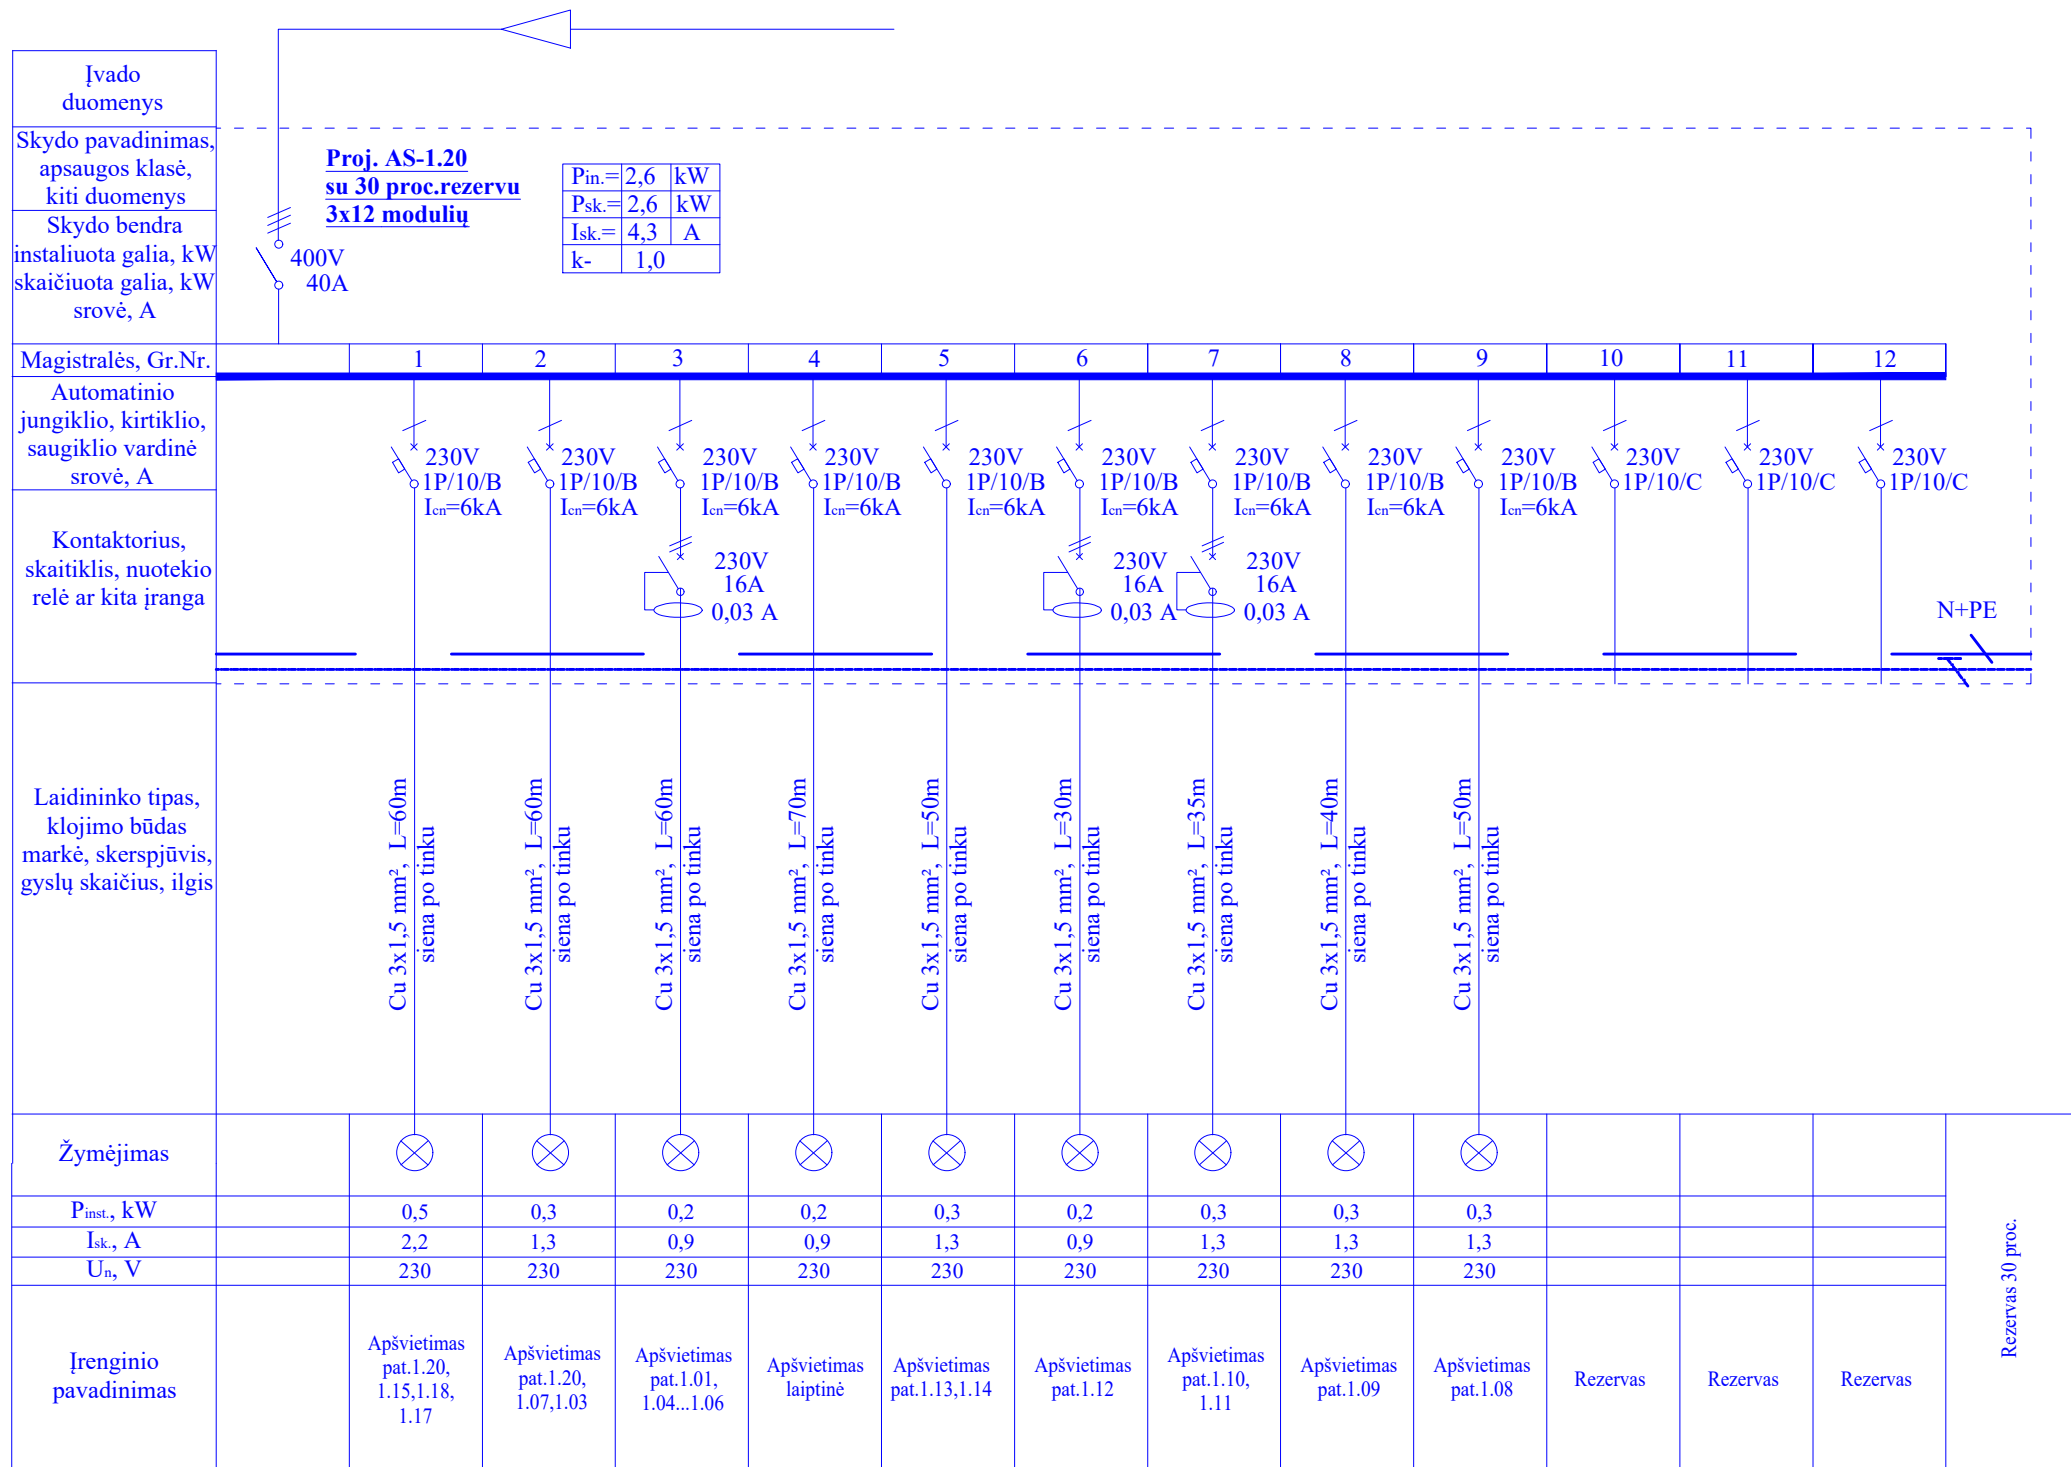 Įvado
duomenys
Skydo pavadinimas,
apsaugos klasė,
kiti duomenys
Skydo bendra
instaliuota galia, kW
skaičiuota galia, kW
srovė, A
Proj. AS-1.20
su 30 proc.rezervu
3x12 modulių
Pin.= 2,6 kW
Psk.= 2,6 kW
Isk.= 4,3 A
k- 1,0
400V
40A
Magistralės, Gr.Nr. 1 2 3 4 5 6 7 8 9 10 11 12
Automatinio
jungiklio, kirtiklio,
saugiklio vardinė
srovė, A
230V 230V 230V 230V 230V 230V 230V 230V 230V 230V 230V 230V
1P/10/B 1P/10/B 1P/10/B 1P/10/B 1P/10/B 1P/10/B 1P/10/B 1P/10/B 1P/10/B 1P/10/C 1P/10/C 1P/10/C
Icn=6kA Icn=6kA Icn=6kA Icn=6kA Icn=6kA Icn=6kA Icn=6kA Icn=6kA Icn=6kA
Kontaktorius,
skaitiklis, nuotekio
relė ar kita įranga
230V 230V 230V
16A 16A 16A
0,03 A 0,03 A 0,03 A
N+PE
Laidininko tipas,
klojimo būdas
markė, skerspjūvis,
gyslų skaičius, ilgis
Cu 3x1,5 mm², L=60m
siena po tinku
Cu 3x1,5 mm², L=60m
siena po tinku
Cu 3x1,5 mm², L=60m
siena po tinku
Cu 3x1,5 mm², L=70m
siena po tinku
Cu 3x1,5 mm², L=50m
siena po tinku
Cu 3x1,5 mm², L=30m
siena po tinku
Cu 3x1,5 mm², L=35m
siena po tinku
Cu 3x1,5 mm², L=40m
siena po tinku
Cu 3x1,5 mm², L=50m
siena po tinku
Žymėjimas
Pinst., kW 0,5 0,3 0,2 0,2 0,3 0,2 0,3 0,3 0,3
Isk., A 2,2 1,3 0,9 0,9 1,3 0,9 1,3 1,3 1,3
Un, V 230 230 230 230 230 230 230 230 230
Įrenginio
pavadinimas
Apšvietimas
pat.1.20,
1.15,1.18,
1.17
Apšvietimas
pat.1.20,
1.07,1.03
Apšvietimas
pat.1.01,
1.04...1.06
Apšvietimas
laiptinė
Apšvietimas
pat.1.13,1.14
Apšvietimas
pat.1.12
Apšvietimas
pat.1.10,
1.11
Apšvietimas
pat.1.09
Apšvietimas
pat.1.08
Rezervas
Rezervas
Rezervas
Rezervas 30 proc.